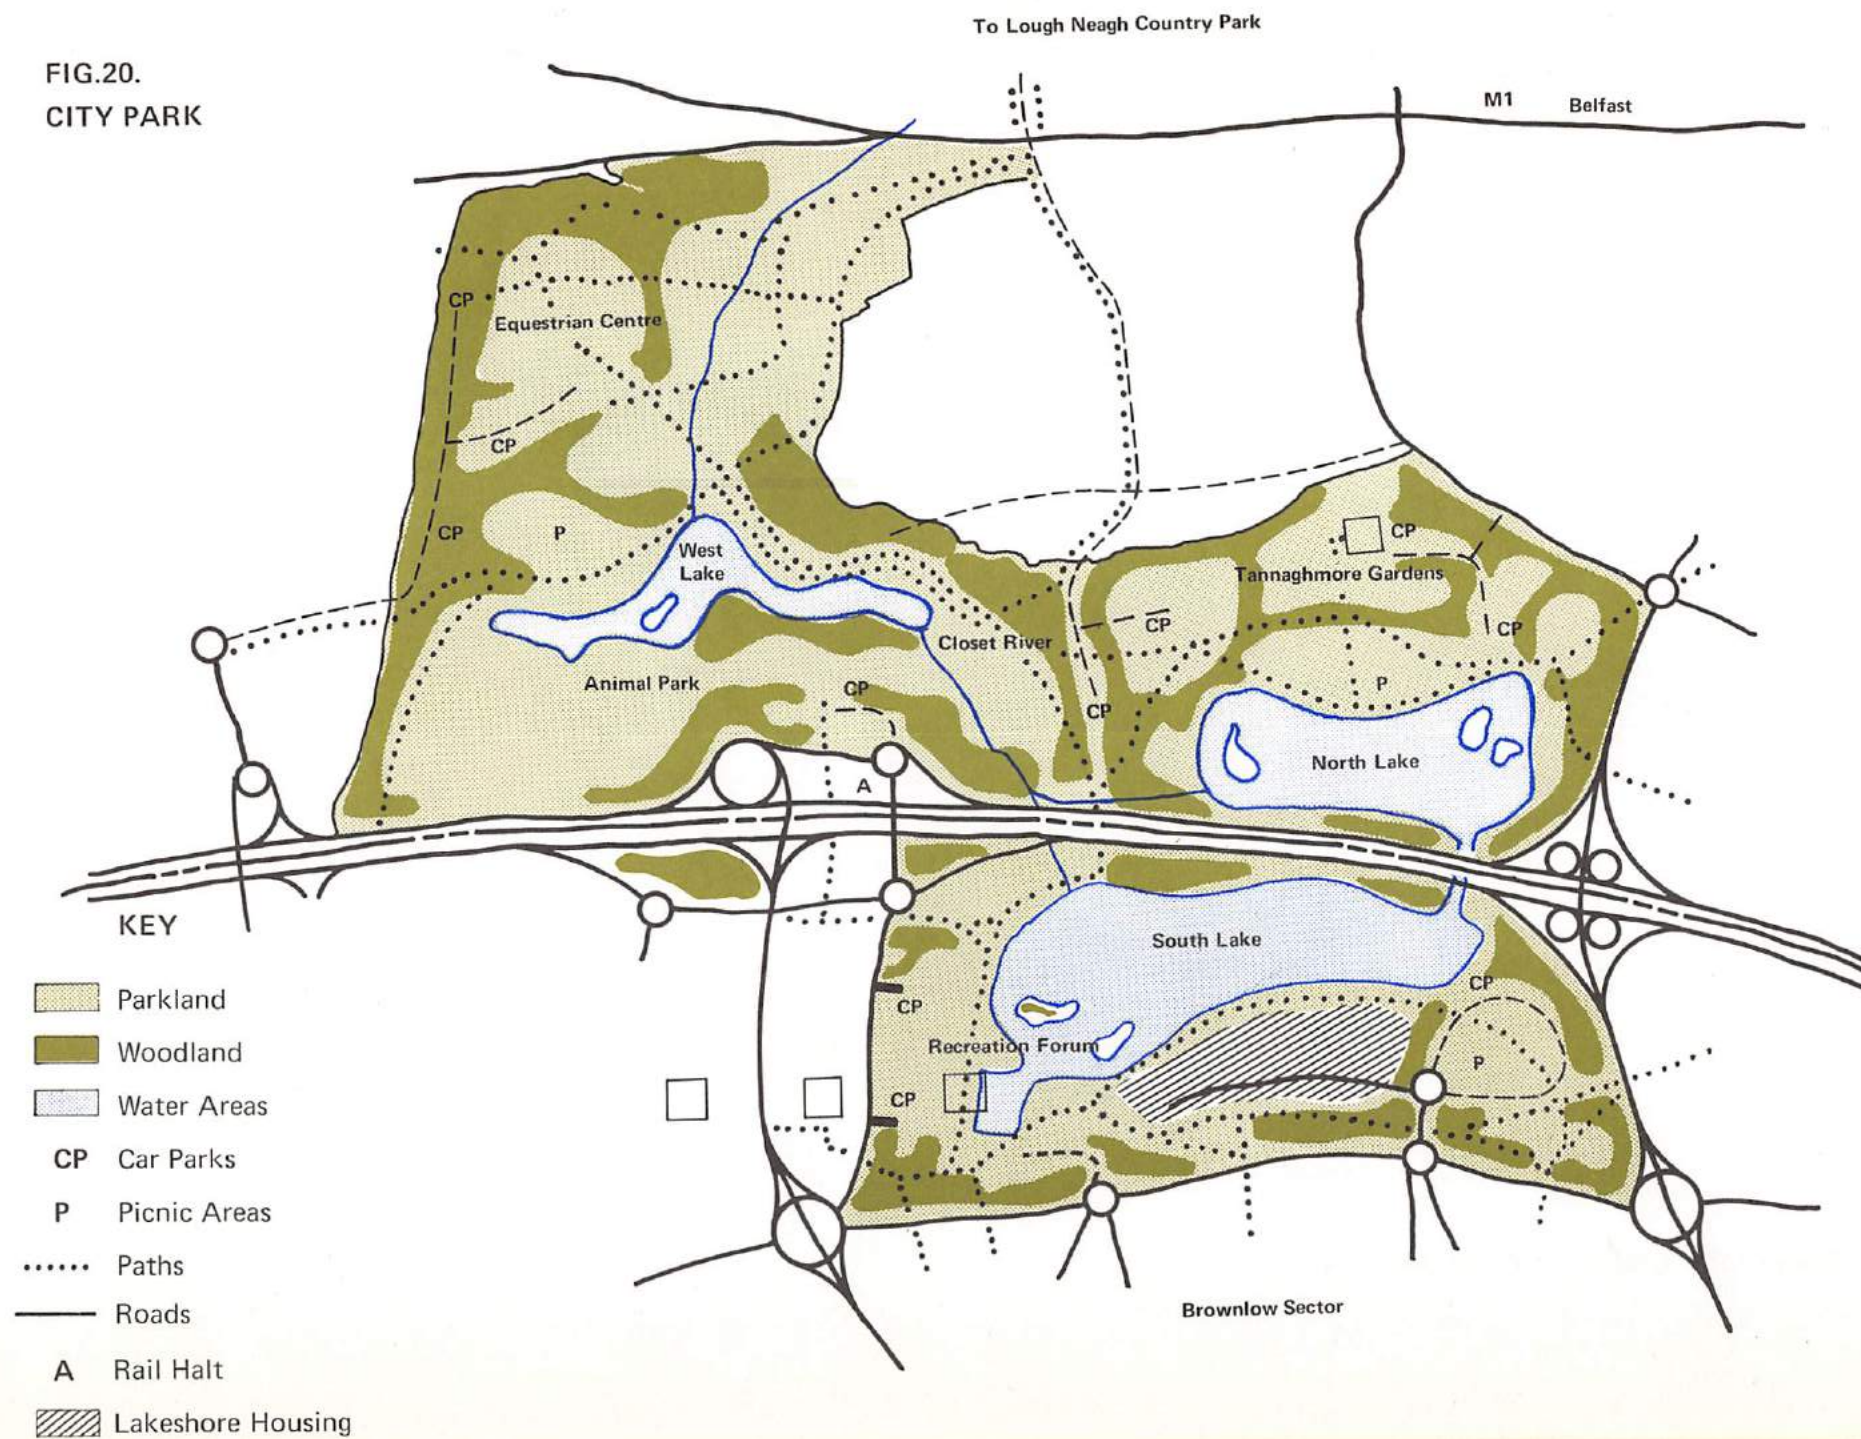 To Lough Neagh Country Park
FIG.20.
CITY PARK
M1
Belfast
CP
Equestrian Centre
CP
CP
P
West
Lake
CP
Tannaghmore Gardens
CP
CP
Closet River
Animal Park
CP
CP
P
North Lake
A
South Lake
CP
CP
Recreation Forum
P
CP
Brownlow Sector
KEY
Parkland
Woodland
Water Areas
CP Car Parks
P Picnic Areas
Paths
Roads
A Rail Halt
Lakeshore Housing